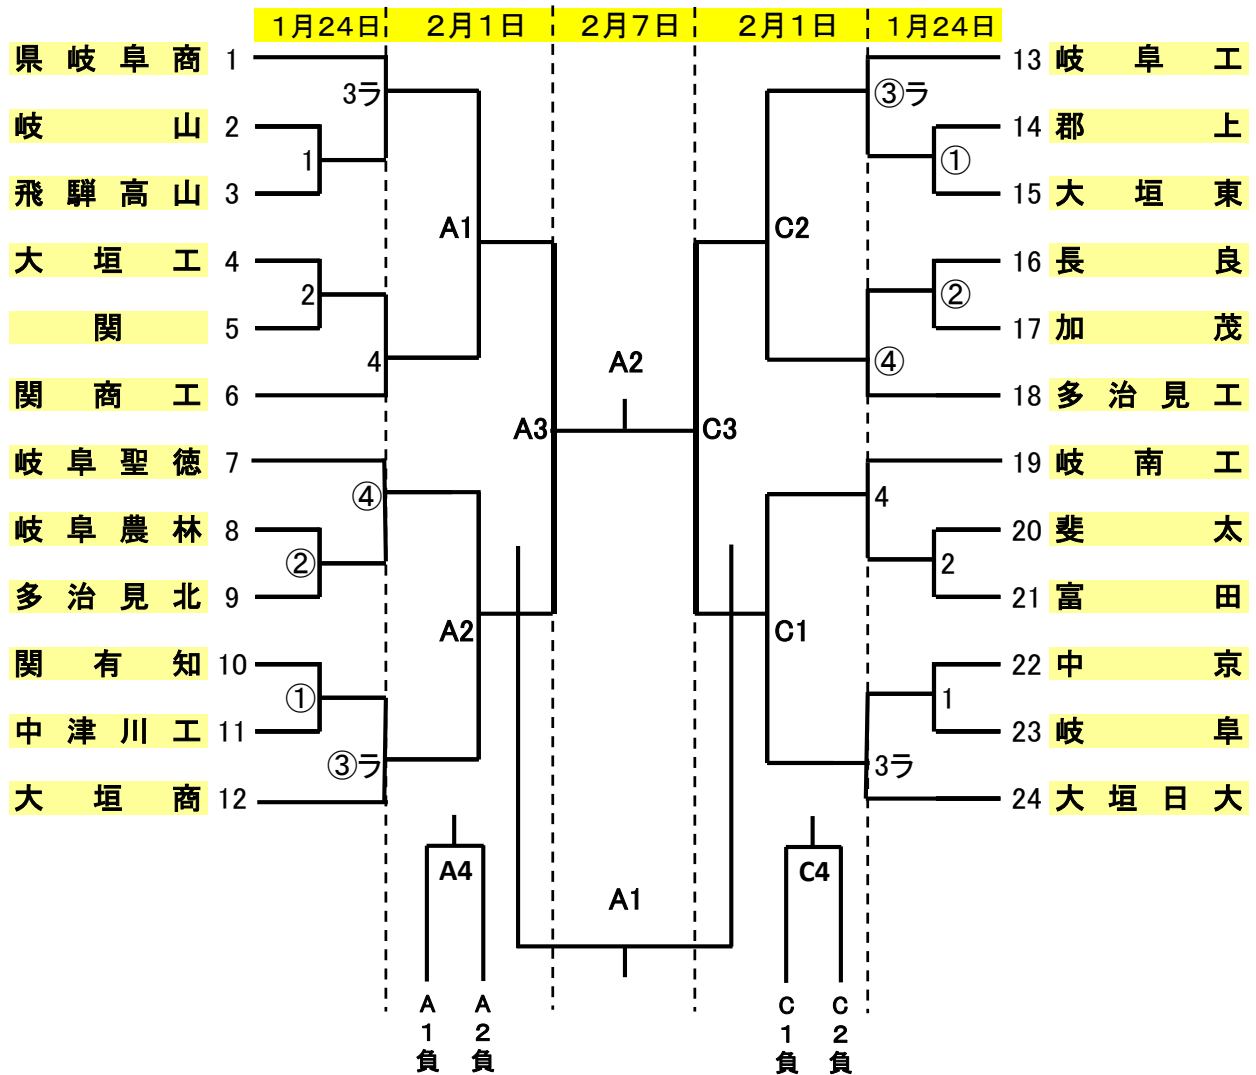 1月24日 2月1日 2月7日 2月1日 1月24日
県岐阜商 1 13 岐阜工
3ラ ③ラ
岐山 2 14 郡上
1 ①
飛騨高山 3 15 大垣東
A1 C2
大垣工 4 16 長良
2 ②
関 5 17 加茂
4 A2 ④
関商工 6 18 多治見工
A3 C3
岐阜聖徳 7 19 岐南工
④ 4
岐阜農林 8 20 斐太
② 2
多治見北 9 21 富田
A2 C1
関有知 10 22 中京
① 1
中津川工 11 23 岐阜
③ラ 3ラ
大垣商 12 24 大垣日大
A4 C4
A1
A1負 A2負 C1負 C2負